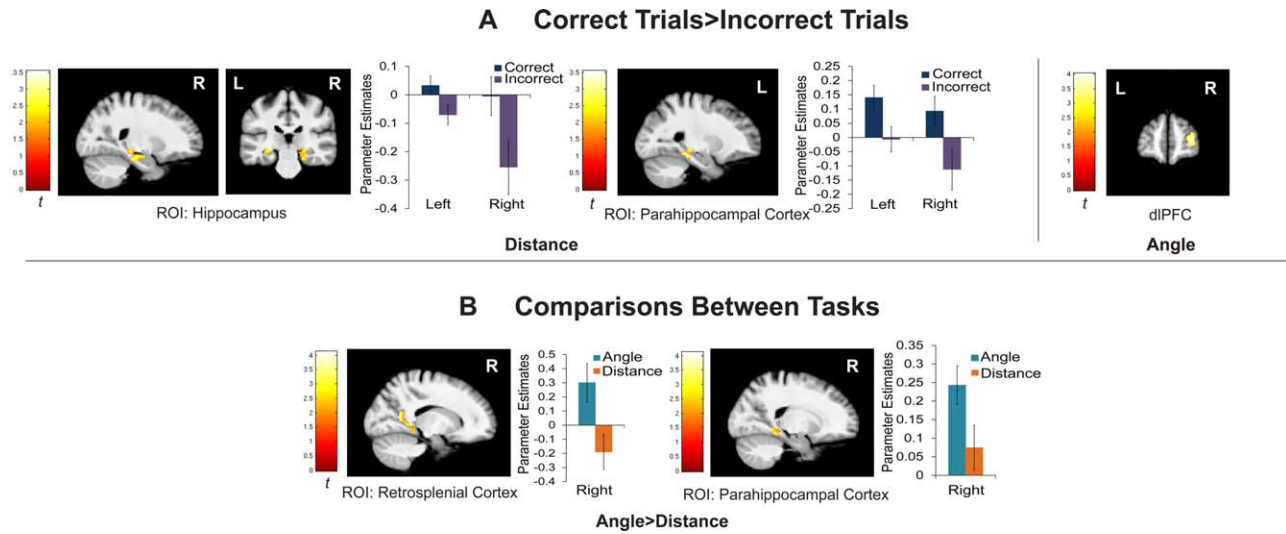 A Correct Trials>Incorrect Trials
3.5
3
2.5
2
1.5
1
0.5
0
t
R
L R
ROI: Hippocampus
Parameter Estimates
0.1
0
-0.1
-0.2
-0.3
-0.4
Correct
Incorrect
Left Right
3.5
3
2.5
2
1.5
1
0.5
0
t
L
ROI: Parahippocampal Cortex
Parameter Estimates
0.25
0.2
0.15
0.1
0.05
0
-0.05
-0.1
-0.15
-0.2
-0.25
Correct
Incorrect
Left Right
Distance
4
3.5
3
2.5
2
1.5
1
0.5
0
t
L R
dlPFC
Angle
B Comparisons Between Tasks
4
3.5
3
2.5
2
1.5
1
0.5
0
t
R
ROI: Retrosplenial Cortex
Parameter Estimates
0.5
0.4
0.3
0.2
0.1
0
-0.1
-0.2
-0.3
-0.4
Angle
Distance
Right
4
3.5
3
2.5
2
1.5
1
0.5
0
t
R
ROI: Parahippocampal Cortex
Parameter Estimates
0.35
0.3
0.25
0.2
0.15
0.1
0.05
0
Angle
Distance
Right
Angle>Distance